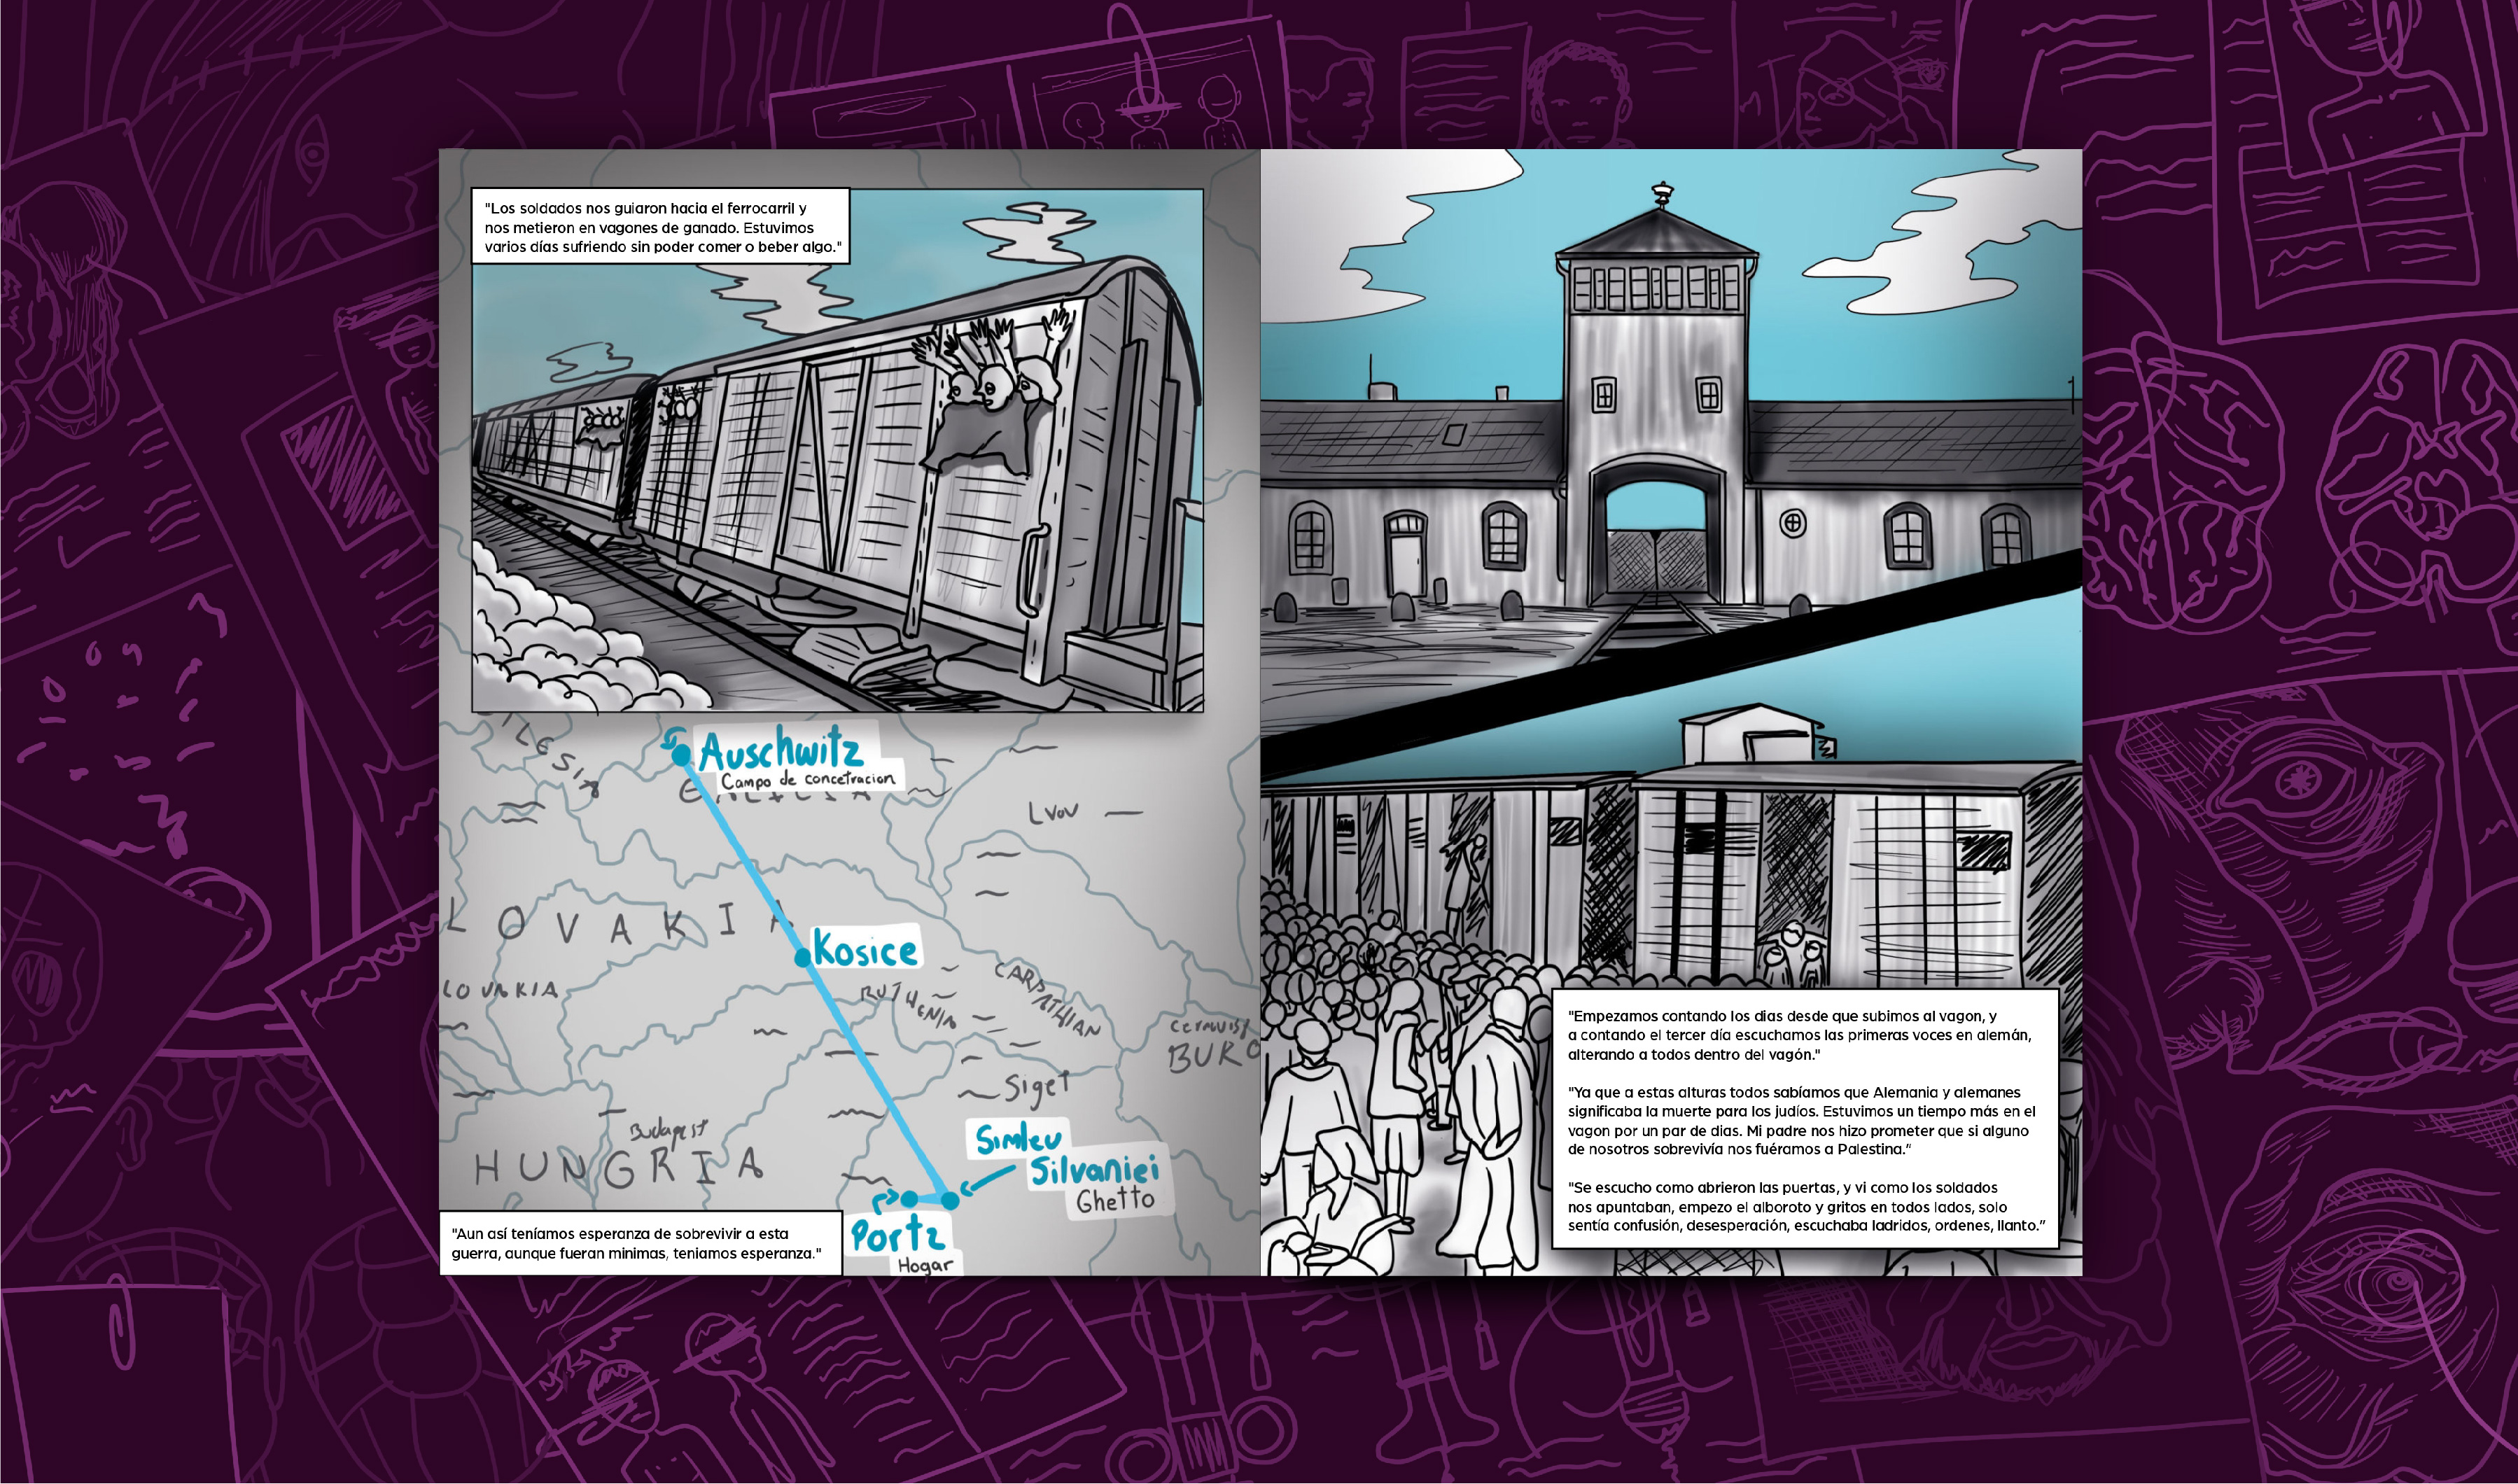 "Los soldados nos guiaron hacia el ferrocarril y
nos metieron en vagones de ganado. Estuvimos
varios días sufriendo sin poder comer o beber algo."
Auschwitz
Campo de concetracion
Lvov
LOVAKIA
Kosice
LOVAKIA
RUTHENIA
CARPATHIAN
BUKO
Siget
Budapest
HUNGRIA
Simleu
Silvaniei
Ghetto
Portz
Hogar
"Aun así teníamos esperanza de sobrevivir a esta
guerra, aunque fueran minimas, teniamos esperanza."
"Empezamos contando los dias desde que subimos al vagon, y
a contando el tercer día escuchamos las primeras voces en alemán,
alterando a todos dentro del vagón."
"Ya que a estas alturas todos sabíamos que Alemania y alemanes
significaba la muerte para los judíos. Estuvimos un tiempo más en el
vagon por un par de dias. Mi padre nos hizo prometer que si alguno
de nosotros sobrevivía nos fuéramos a Palestina.”
"Se escucho como abrieron las puertas, y vi como los soldados
nos apuntaban, empezo el alboroto y gritos en todos lados, solo
sentía confusión, desesperación, escuchaba ladridos, ordenes, llanto.”